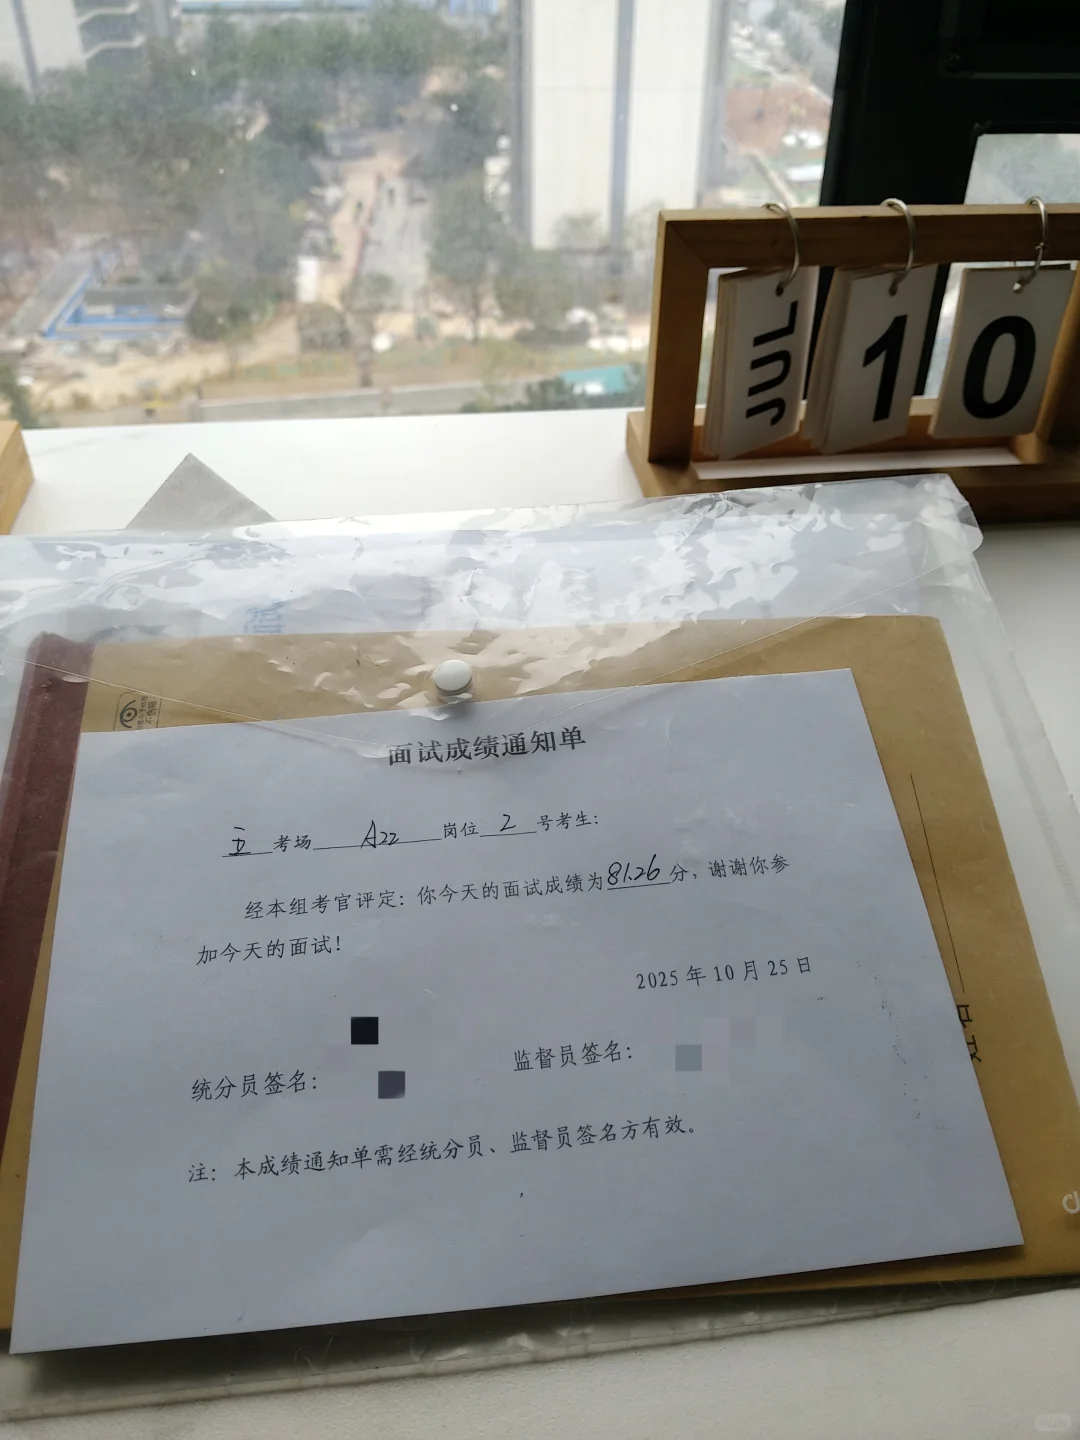 JUL 10
面试成绩通知单
五 考场 A22 岗位 2 号考生：
经本组考官评定：你今天的面试成绩为81.26分，谢谢你参
加今天的面试！
2025 年 10 月 25 日
统分员签名： 监督员签名：
注：本成绩通知单需经统分员、监督员签名方有效。